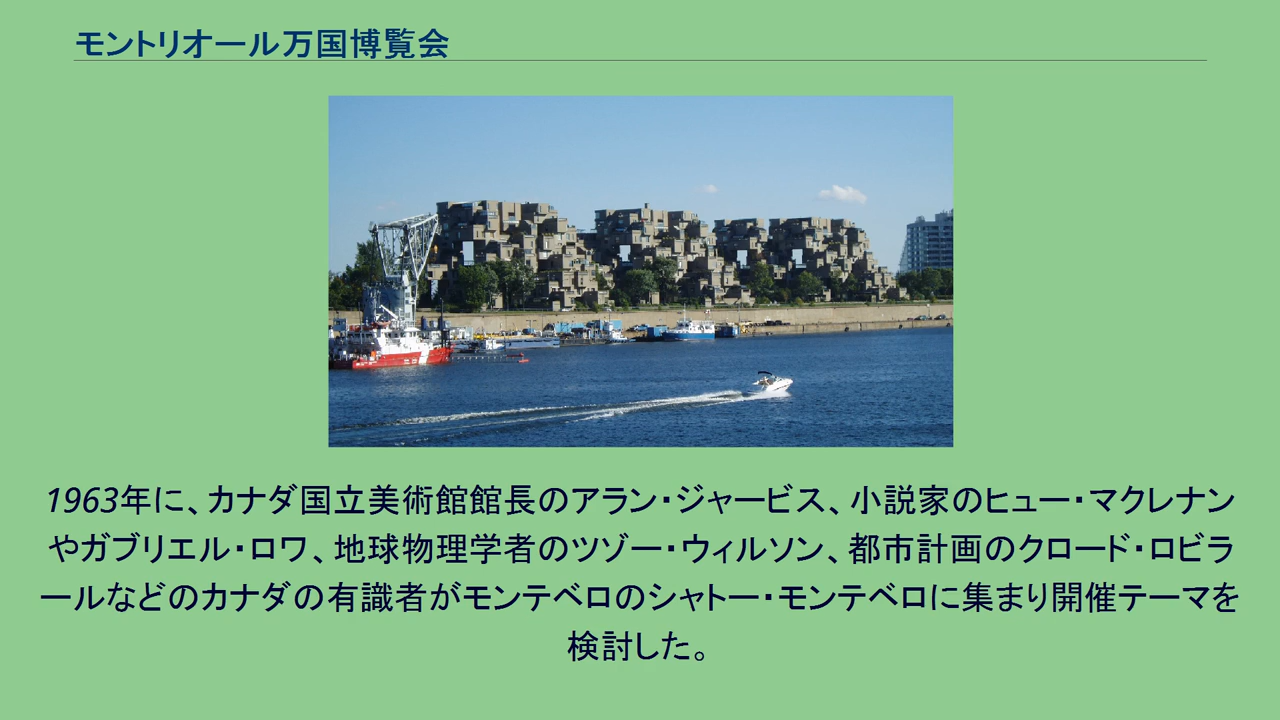 モントリオール万国博覧会
1963年に、カナダ国立美術館館長のアラン・ジャービス、小説家のヒュー・マクレナン
やガブリエル・ロワ、地球物理学者のツゾー・ウィルソン、都市計画のクロード・ロビラ
ールなどのカナダの有識者がモンテベロのシャトー・モンテベロに集まり開催テーマを
検討した。